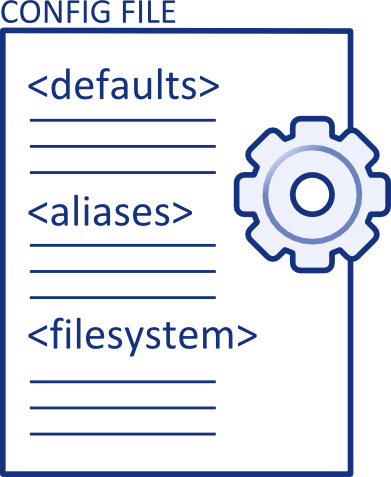 CONFIG FILE
<defaults>
<aliases>
<filesystem>